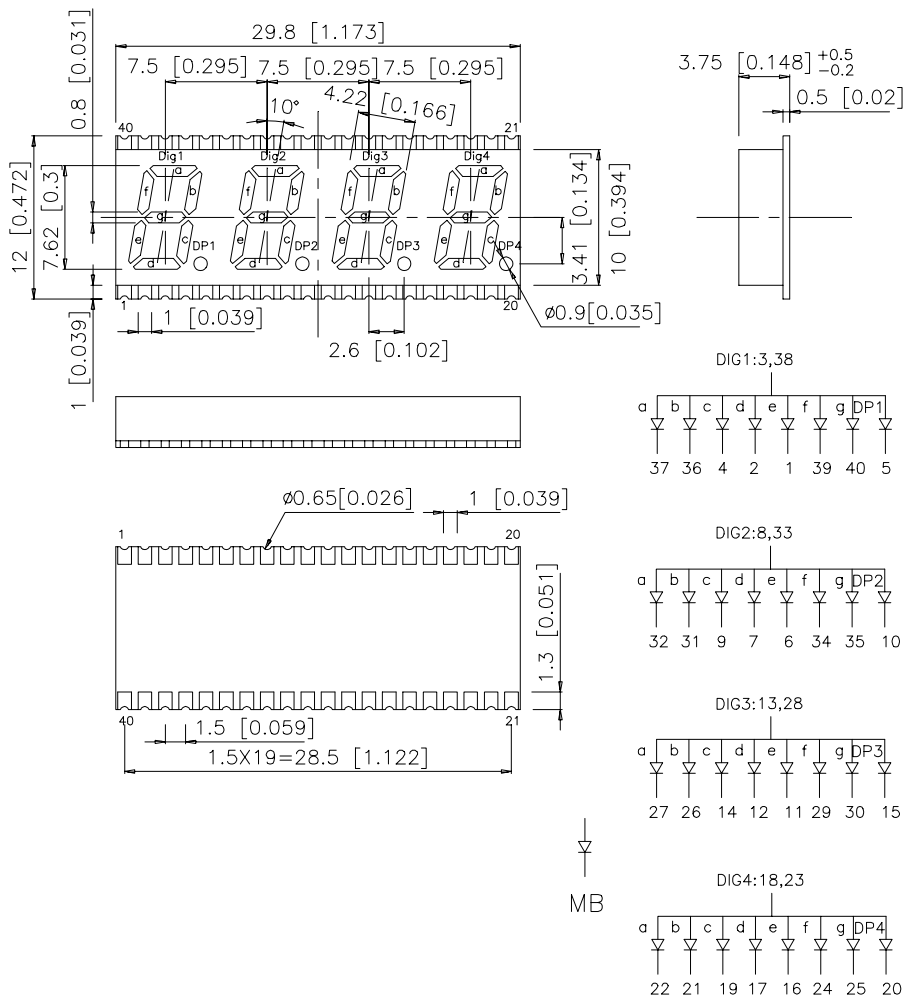 29.8 [1.173]
7.5 [0.295] 7.5 [0.295] 7.5 [0.295]
0.8 [0.031]
10°
4.22 [0.166]
40 21
Dig1 Dig2 Dig3 Dig4
a a a a
f b f b f b f b
g g g g
e c e c e c e c
d d d d
DP1 DP2 DP3 DP4
12 [0.472]
7.62 [0.3]
3.41 [0.134]
10 [0.394]
1 20
1 [0.039]
1 [0.039]
2.6 [0.102]
ø0.9[0.035]
3.75 [0.148] +0.5 -0.2
0.5 [0.02]
ø0.65[0.026]
1 [0.039]
1 20
1.3 [0.051]
40 21
1.5 [0.059]
1.5X19=28.5 [1.122]
MB
DIG1:3,38
a b c d e f g DP1
37 36 4 2 1 39 40 5
DIG2:8,33
a b c d e f g DP2
32 31 9 7 6 34 35 10
DIG3:13,28
a b c d e f g DP3
27 26 14 12 11 29 30 15
DIG4:18,23
a b c d e f g DP4
22 21 19 17 16 24 25 20